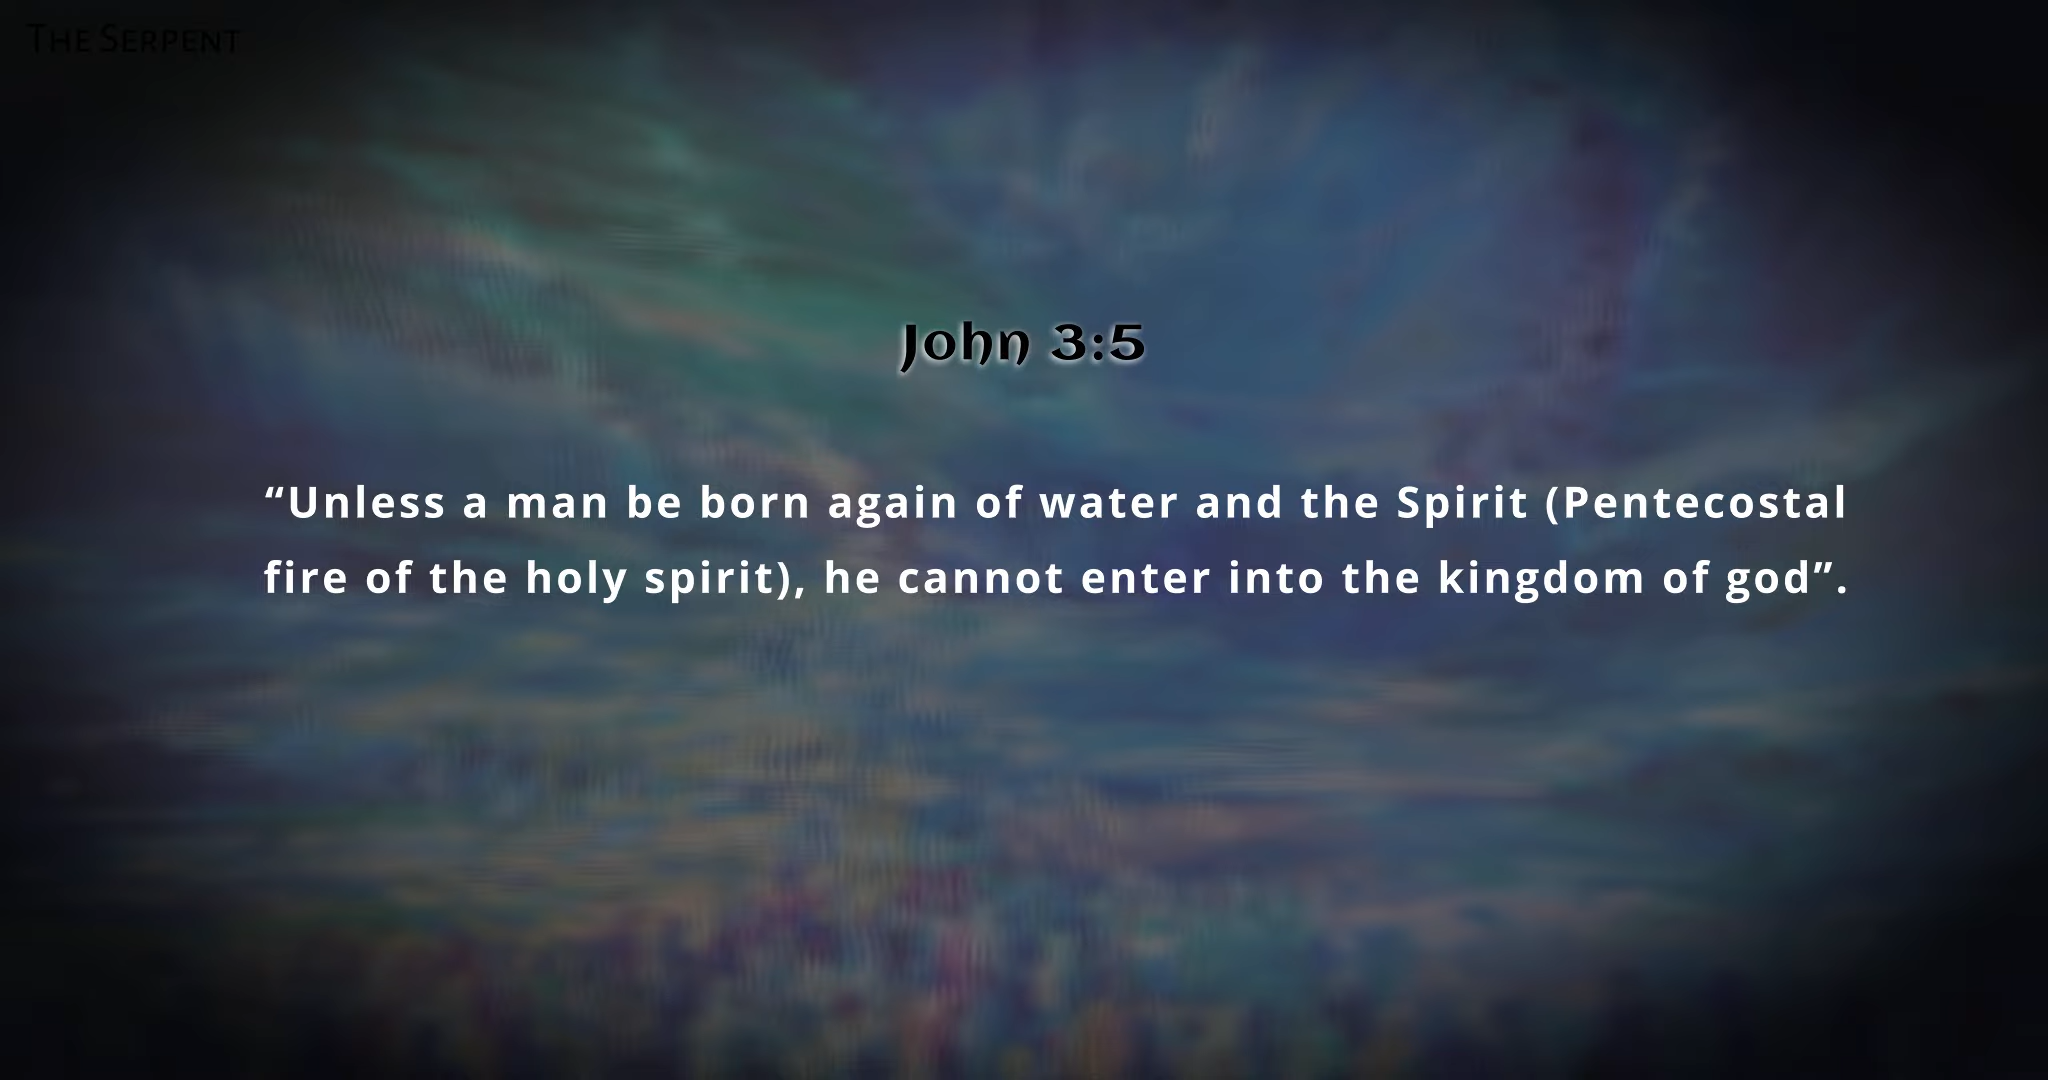 The Serpent
John 3:5
“Unless a man be born again of water and the Spirit (Pentecostal
fire of the holy spirit), he cannot enter into the kingdom of god”.